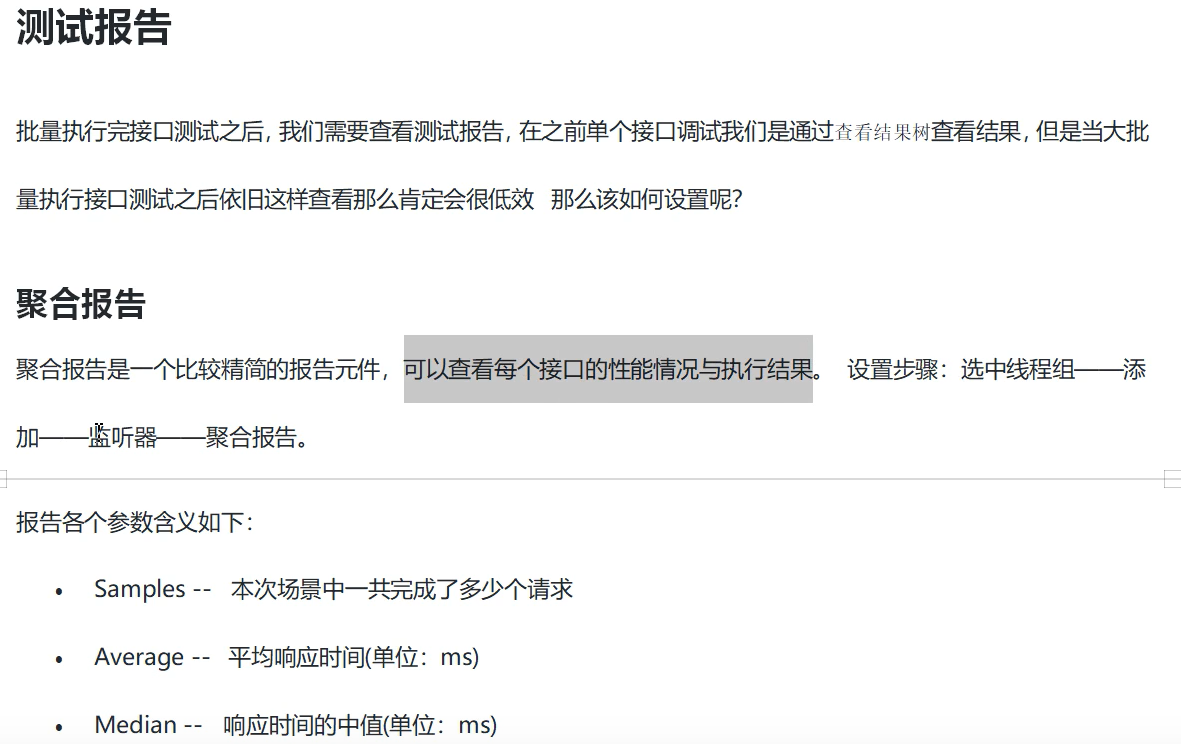 测试报告
批量执行完接口测试之后, 我们需要查看测试报告, 在之前单个接口调试我们是通过查看结果树查看结果, 但是当大批
量执行接口测试之后依旧这样查看那么肯定会很低效 那么该如何设置呢？
聚合报告
聚合报告是一个比较精简的报告元件，可以查看每个接口的性能情况与执行结果。 设置步骤：选中线程组——添
加——监听器——聚合报告。
报告各个参数含义如下：
• Samples -- 本次场景中一共完成了多少个请求
• Average -- 平均响应时间(单位：ms)
• Median -- 响应时间的中值(单位：ms)